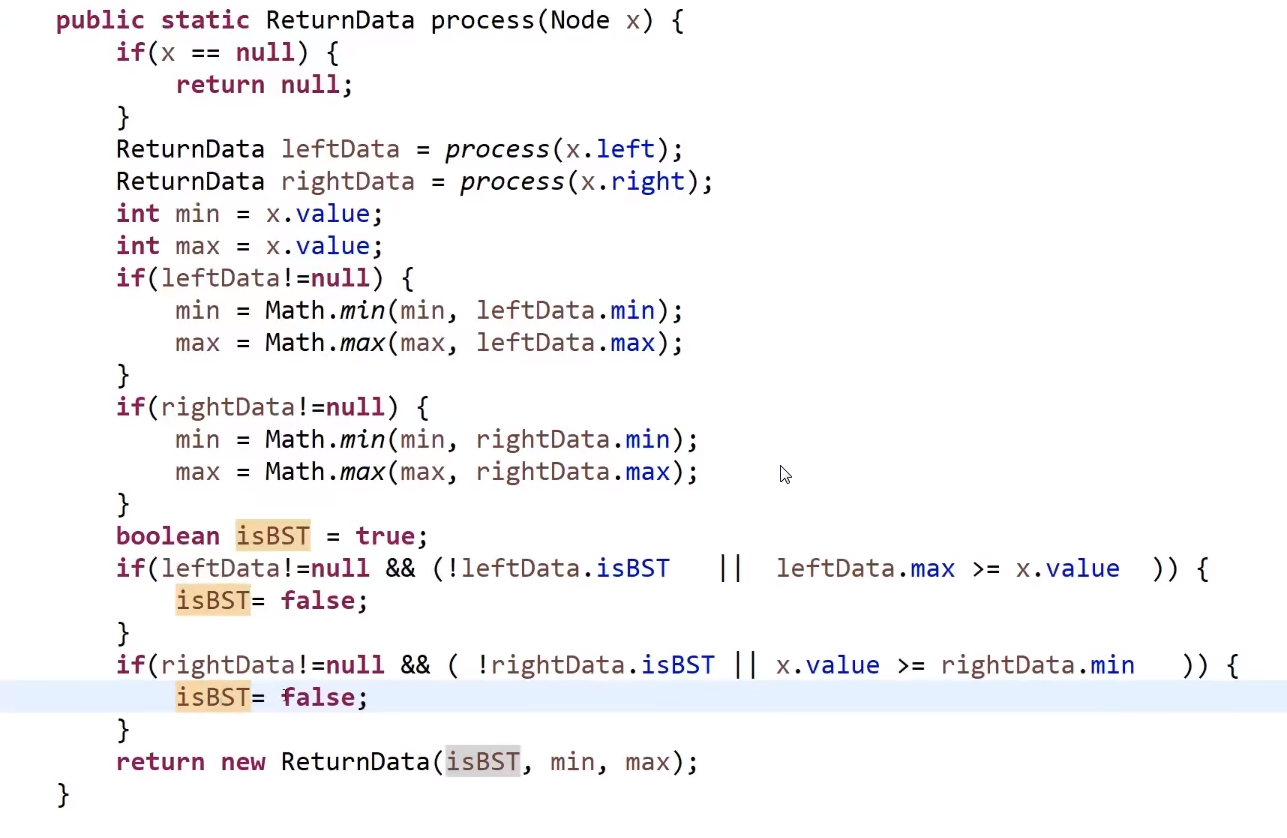 public static ReturnData process(Node x) {
if(x == null) {
return null;
}
ReturnData leftData = process(x.left);
ReturnData rightData = process(x.right);
int min = x.value;
int max = x.value;
if(leftData!=null) {
min = Math.min(min, leftData.min);
max = Math.max(max, leftData.max);
}
if(rightData!=null) {
min = Math.min(min, rightData.min);
max = Math.max(max, rightData.max);
}
boolean isBST = true;
if(leftData!=null && (!leftData.isBST || leftData.max >= x.value )) {
isBST= false;
}
if(rightData!=null && ( !rightData.isBST || x.value >= rightData.min )) {
isBST= false;
}
return new ReturnData(isBST, min, max);
}